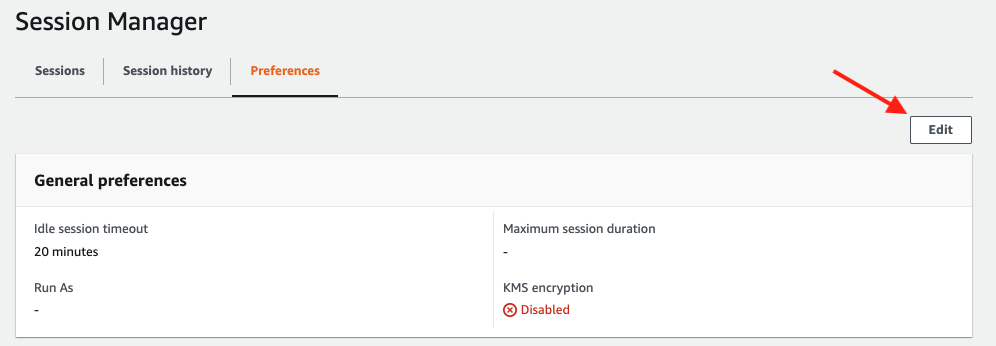 Session Manager
Sessions
Session history
Preferences
Edit
General preferences
Idle session timeout
20 minutes
Maximum session duration
-
Run As
-
KMS encryption
Disabled